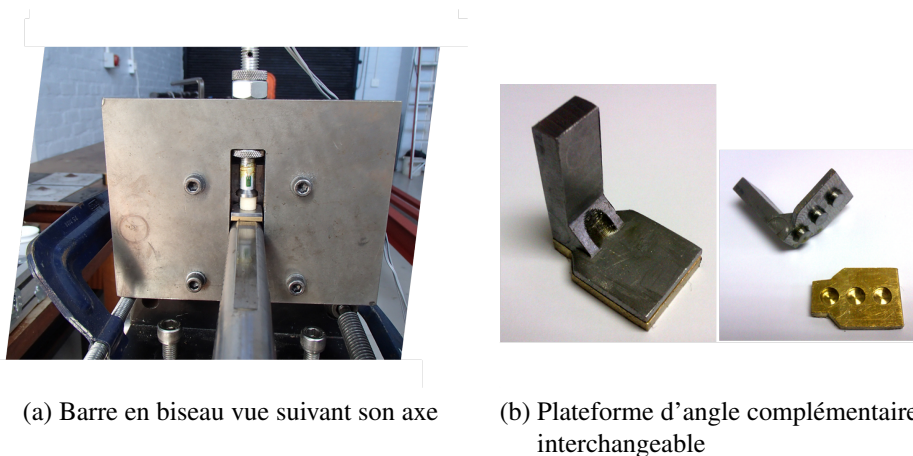 (a) Barre en biseau vue suivant son axe
(b) Plateforme d'angle complémentaire
interchangeable